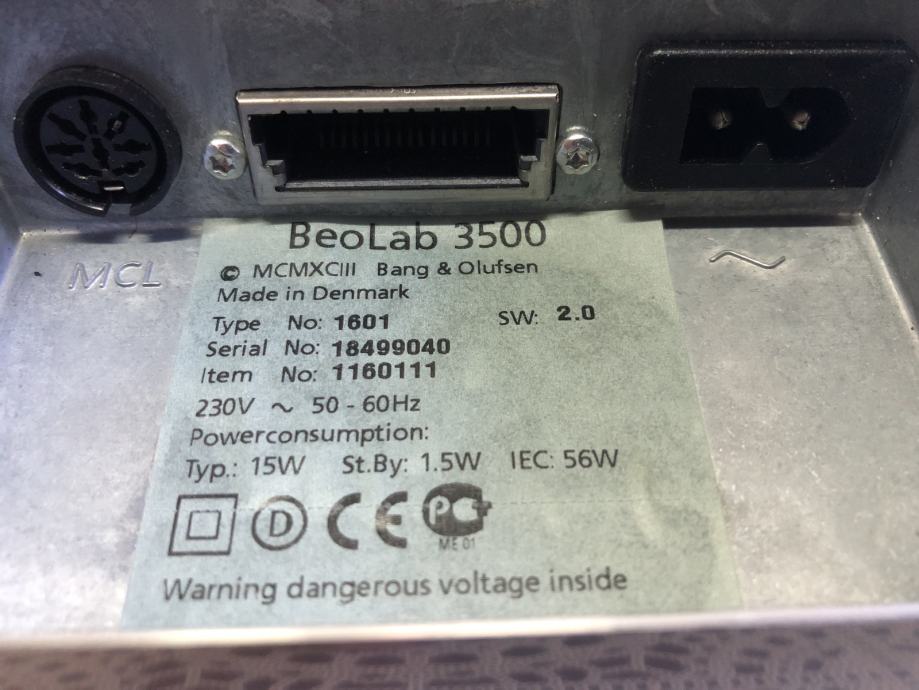 BeoLab 3500
© MCMXCIII Bang & Olufsen
Made in Denmark
MCL
Type No: 1601 SW: 2.0
Serial No: 18499040
Item No: 1160111
230V ~ 50 - 60Hz
Powerconsumption:
Typ.: 15W St.By: 1.5W IEC: 56W
D CE PC
ME 01
Warning dangerous voltage inside